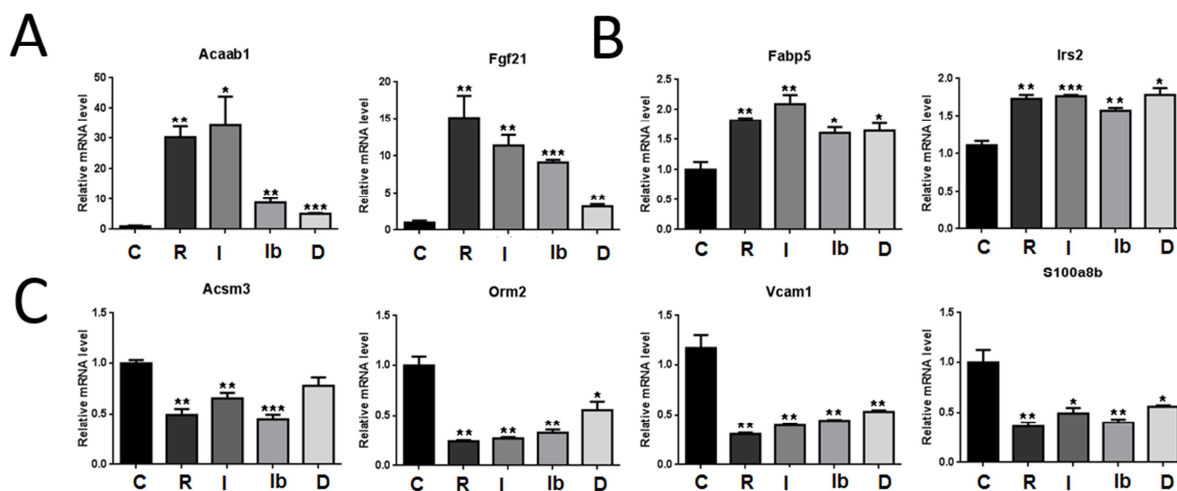 A
B
Acaab1
Fgf21
Fabp5
Irs2
Relative mRNA level
50
40
30
20
10
0
** * ** ***
C R I Ib D
Relative mRNA level
20
15
10
5
0
** ** *** **
C R I Ib D
Relative mRNA level
2.5
2.0
1.5
1.0
0.5
0.0
** ** * *
C R I Ib D
Relative mRNA level
2.0
1.5
1.0
0.5
0.0
** *** ** *
C R I Ib D
C
Acsm3
Orm2
Vcam1
S100a8b
Relative mRNA level
1.5
1.0
0.5
0.0
** ** ***
C R I Ib D
Relative mRNA level
1.5
1.0
0.5
0.0
** ** ** *
C R I Ib D
Relative mRNA level
1.5
1.0
0.5
0.0
** ** ** **
C R I Ib D
Relative mRNA level
1.5
1.0
0.5
0.0
** * ** *
C R I Ib D